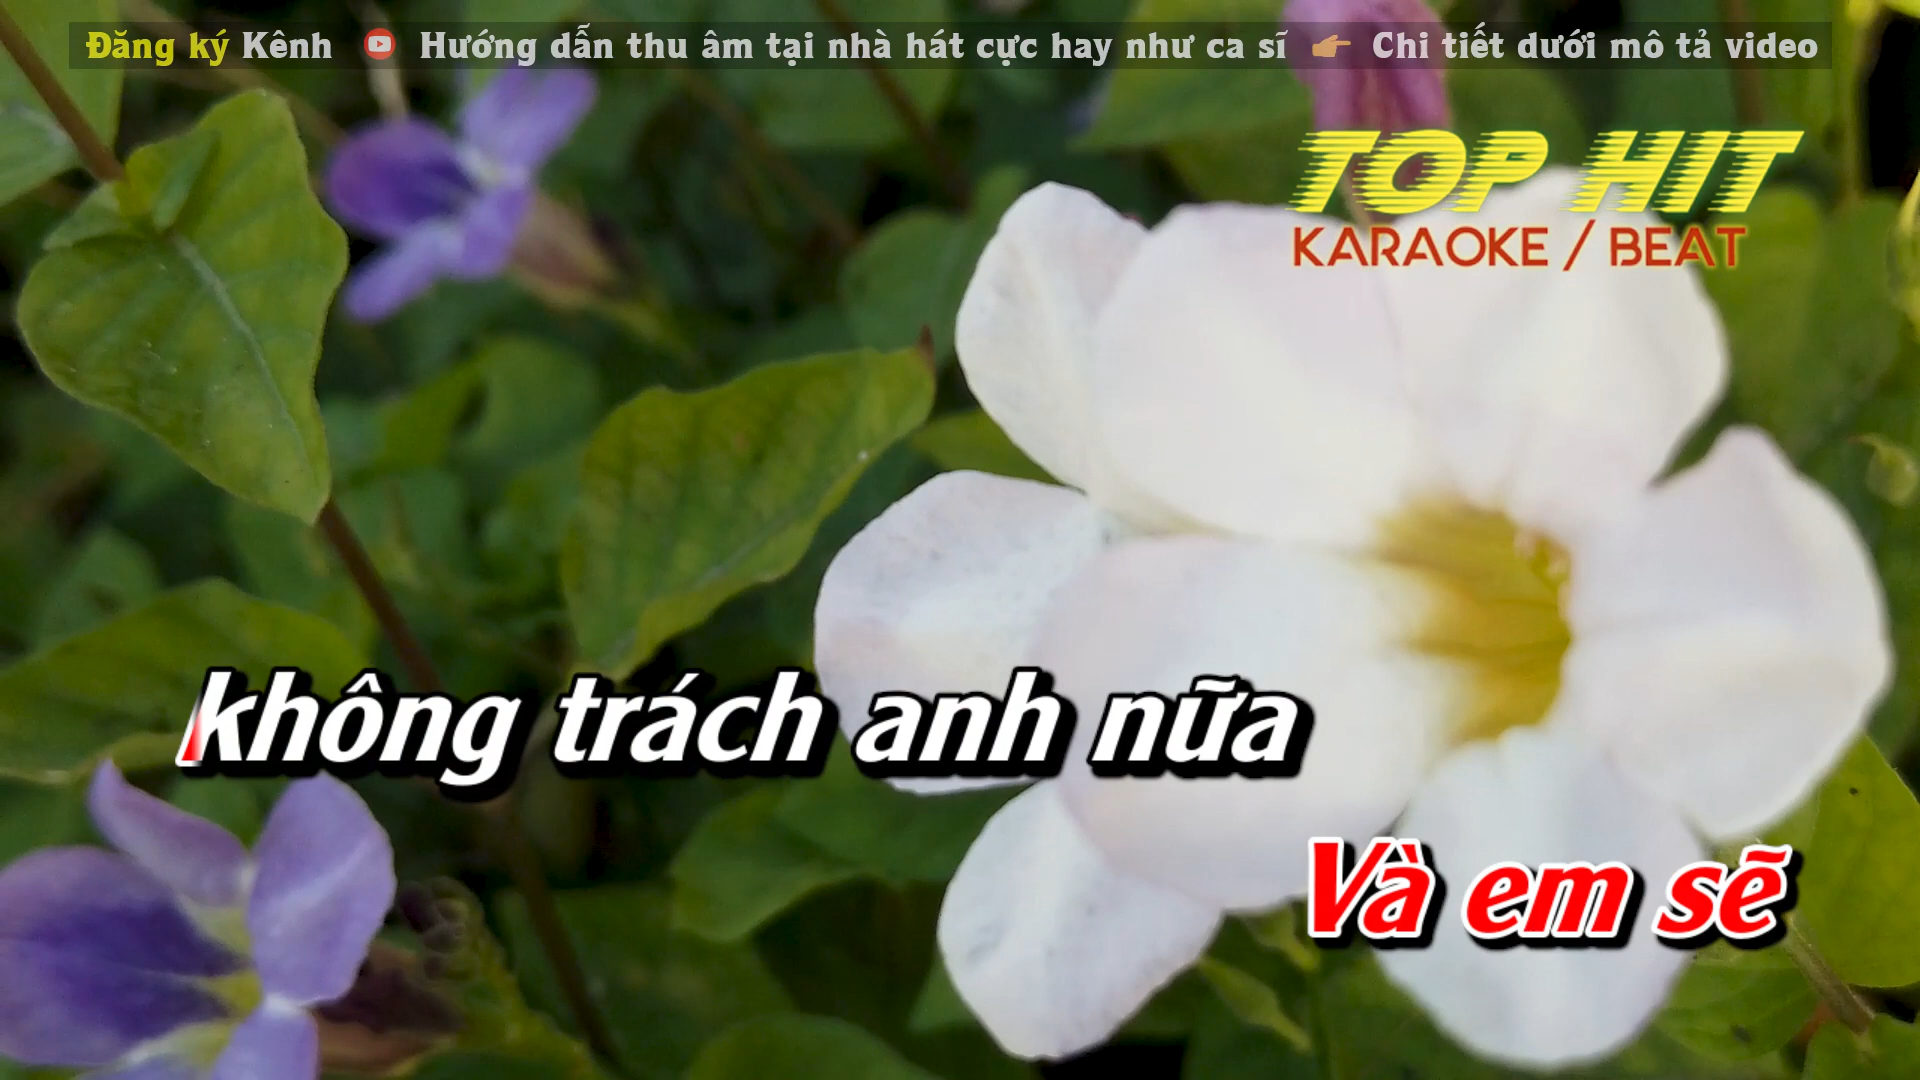 Đăng ký Kênh Hướng dẫn thu âm tại nhà hát cực hay như ca sĩ Chi tiết dưới mô tả video
TOP HIT
KARAOKE / BEAT
không trách anh nữa
Và em sẽ